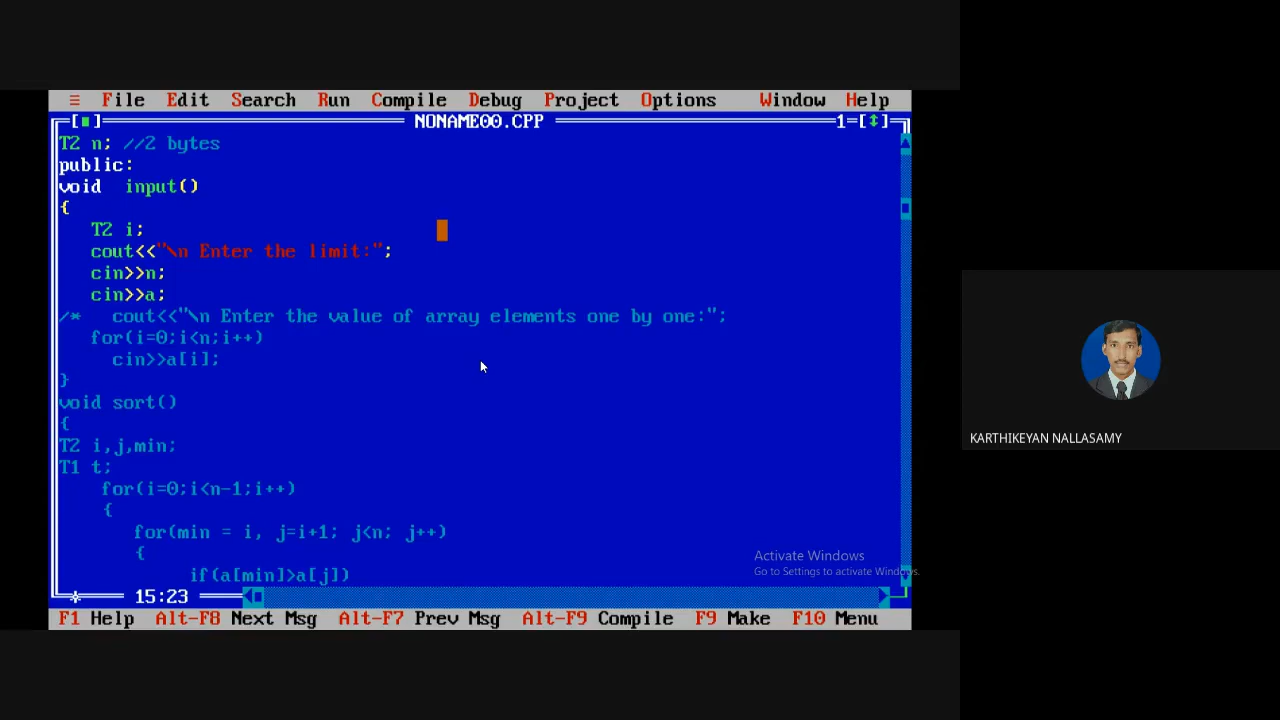 ≡ File Edit Search Run Compile Debug Project Options Window Help
[■] NONAME00.CPP 1=[↕]
T2 n; //2 bytes
public:
void input()
{
T2 i;
cout<<"\n Enter the limit:";
cin>>n;
cin>>a;
/* cout<<"\n Enter the value of array elements one by one:";
for(i=0;i<n;i++)
cin>>a[i];
}
void sort()
{
T2 i,j,min;
T1 t;
for(i=0;i<n-1;i++)
{
for(min = i, j=i+1; j<n; j++)
{
if(a[min]>a[j])
15:23
F1 Help Alt-F8 Next Msg Alt-F7 Prev Msg Alt-F9 Compile F9 Make F10 Menu
Activate Windows
Go to Settings to activate Windows.
KARTHIKEYAN NALLASAMY